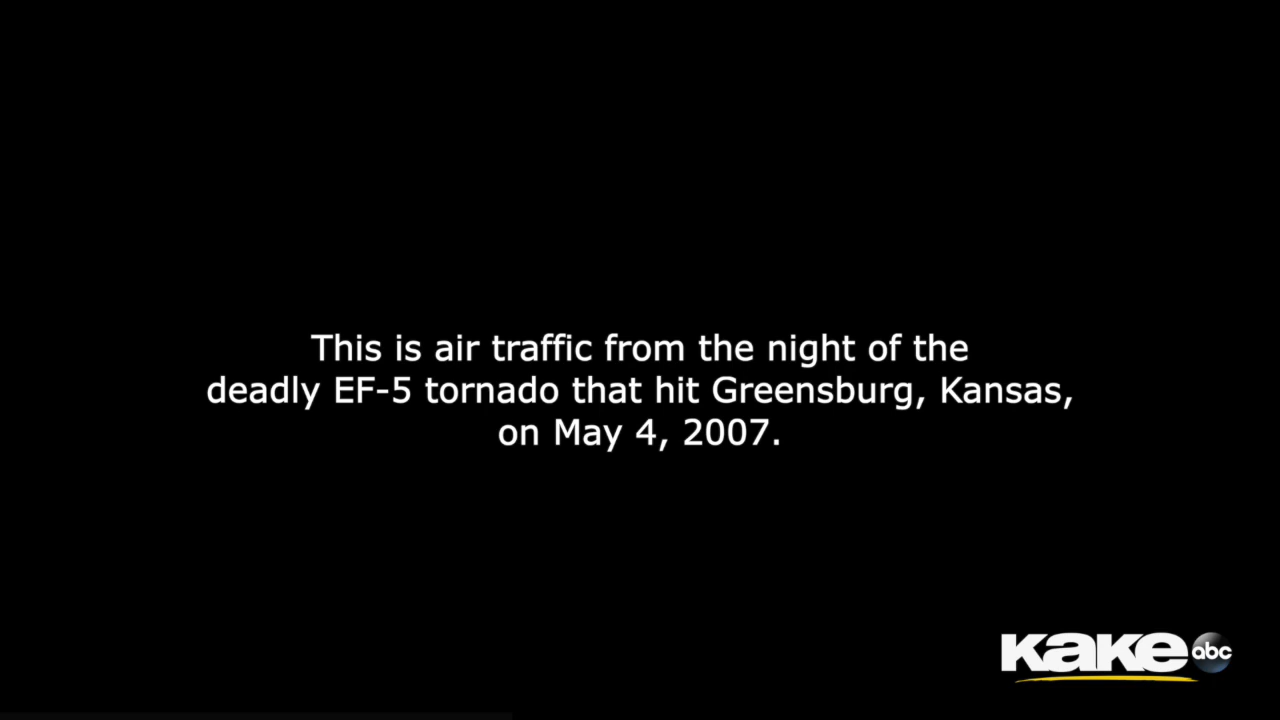 This is air traffic from the night of the
deadly EF-5 tornado that hit Greensburg, Kansas,
on May 4, 2007.
KAKE abc